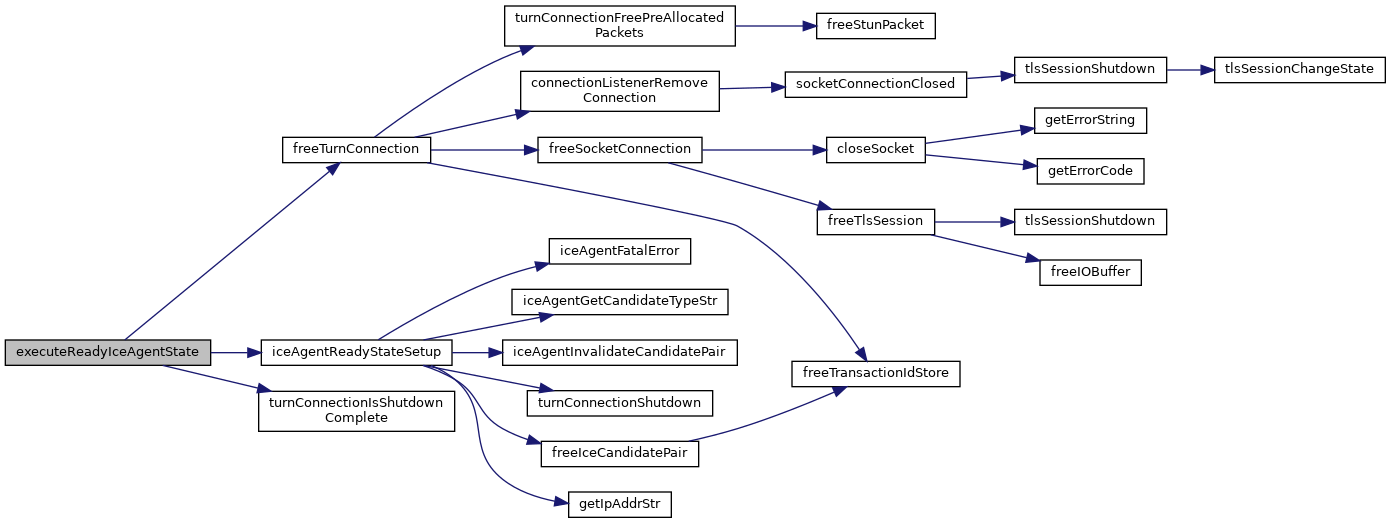 turnConnectionFreePreAllocated
Packets
freeStunPacket
connectionListenerRemove
Connection
socketConnectionClosed
tlsSessionShutdown
tlsSessionChangeState
freeTurnConnection
freeSocketConnection
closeSocket
getErrorString
getErrorCode
freeTlsSession
tlsSessionShutdown
freeIOBuffer
iceAgentFatalError
iceAgentGetCandidateTypeStr
executeReadyIceAgentState
iceAgentReadyStateSetup
iceAgentInvalidateCandidatePair
freeTransactionIdStore
turnConnectionIsShutdown
Complete
turnConnectionShutdown
freeIceCandidatePair
getIpAddrStr